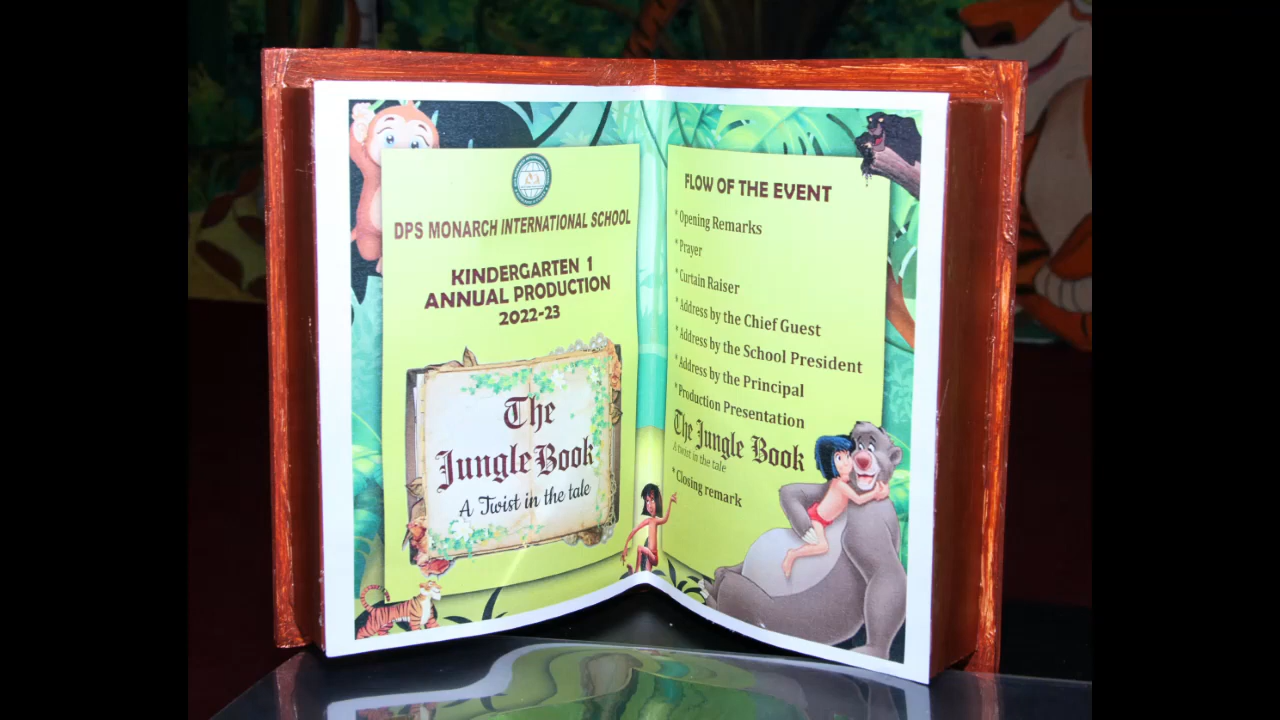 DPS MONARCH INTERNATIONAL SCHOOL
KINDERGARTEN 1
ANNUAL PRODUCTION
2022-23
The
Jungle Book
A Twist in the tale
FLOW OF THE EVENT
* Opening Remarks
* Prayer
* Curtain Raiser
* Address by the Chief Guest
* Address by the School President
* Address by the Principal
* Production Presentation
The Jungle Book
A twist in the tale
* Closing remark